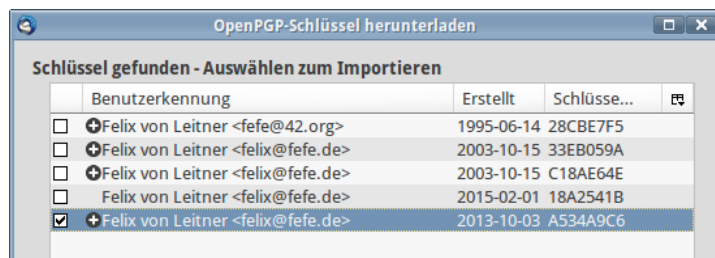 OpenPGP-Schlüssel herunterladen
Schlüssel gefunden - Auswählen zum Importieren
Benutzerkennung Erstellt Schlüsse...
Felix von Leitner <fefe@42.org> 1995-06-14 28CBE7F5
Felix von Leitner <felix@fefe.de> 2003-10-15 33EB059A
Felix von Leitner <felix@fefe.de> 2003-10-15 C18AE64E
Felix von Leitner <felix@fefe.de> 2015-02-01 18A2541B
Felix von Leitner <felix@fefe.de> 2013-10-03 A534A9C6